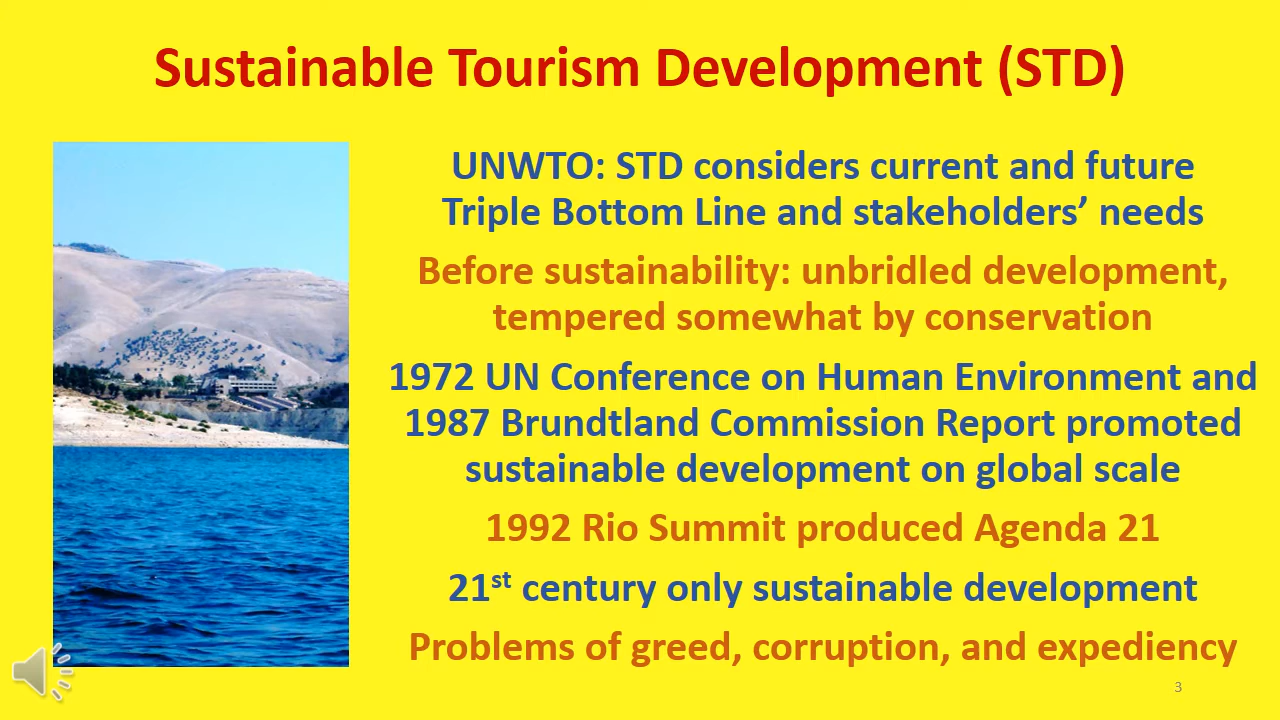 Sustainable Tourism Development (STD)
UNWTO: STD considers current and future
Triple Bottom Line and stakeholders’ needs
Before sustainability: unbridled development,
tempered somewhat by conservation
1972 UN Conference on Human Environment and
1987 Brundtland Commission Report promoted
sustainable development on global scale
1992 Rio Summit produced Agenda 21
21st century only sustainable development
Problems of greed, corruption, and expediency
3